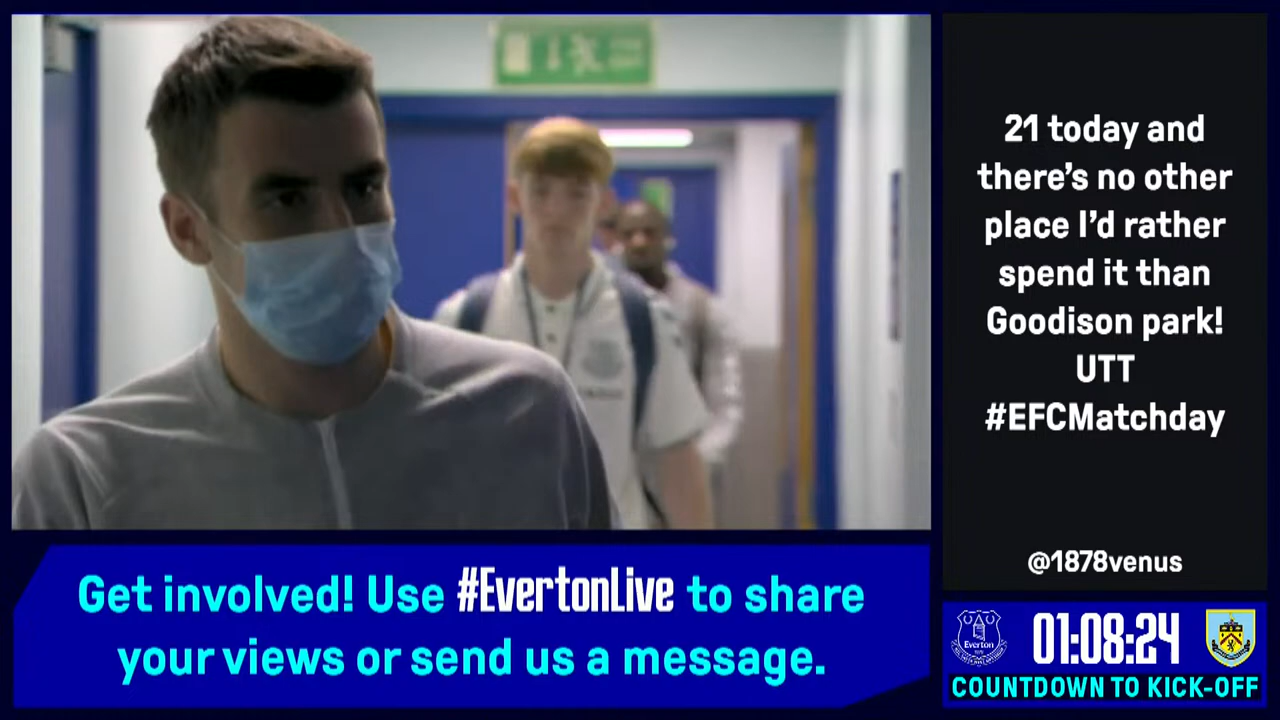 21 today and
there's no other
place I'd rather
spend it than
Goodison park!
UTT
#EFCMatchday
@1878venus
Get involved! Use #EvertonLive to share
your views or send us a message.
Everton
01:08:24
COUNTDOWN TO KICK-OFF